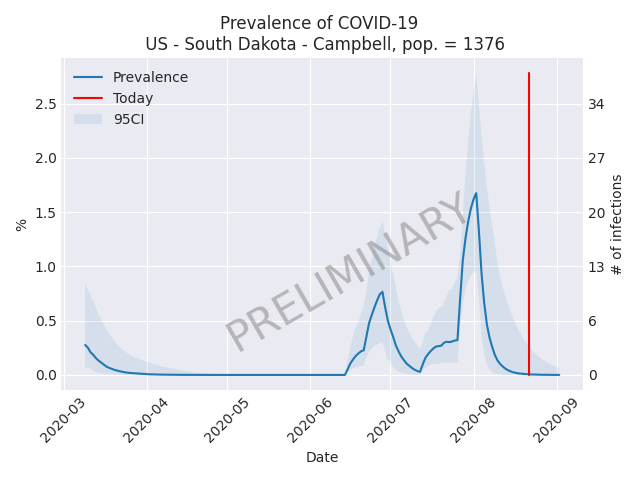 Prevalence of COVID-19
US - South Dakota - Campbell, pop. = 1376
Prevalence
Today
95CI
PRELIMINARY
%
2.5
2.0
1.5
1.0
0.5
0.0
34
27
20
13
6
0
# of infections
2020-03
2020-04
2020-05
2020-06
2020-07
2020-08
2020-09
Date